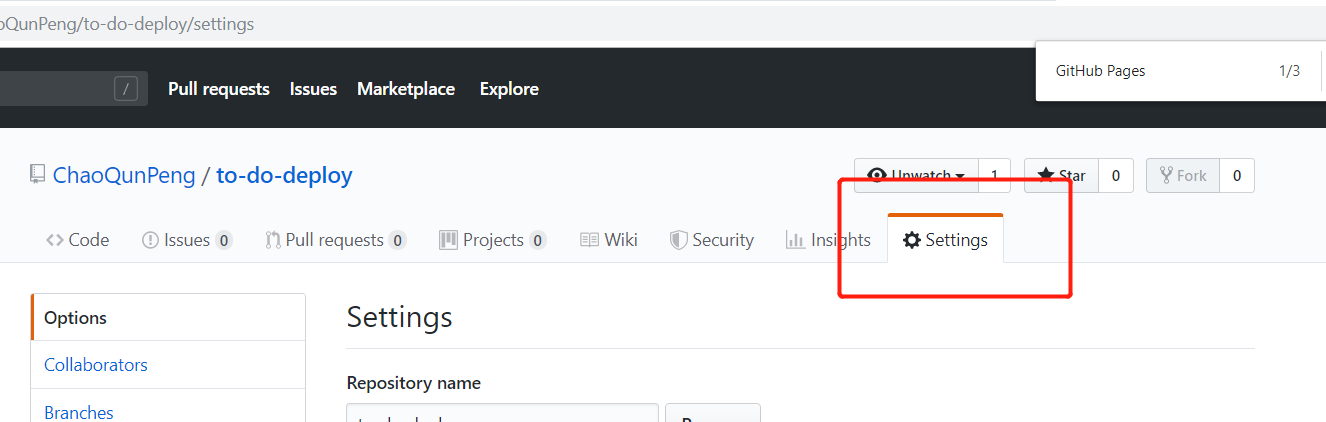 oQunPeng/to-do-deploy/settings
GitHub Pages 1/3
/ Pull requests Issues Marketplace Explore
ChaoQunPeng / to-do-deploy
Unwatch 1 Star 0 Fork 0
Code Issues 0 Pull requests 0 Projects 0 Wiki Security Insights Settings
Options
Settings
Collaborators
Repository name
Branches